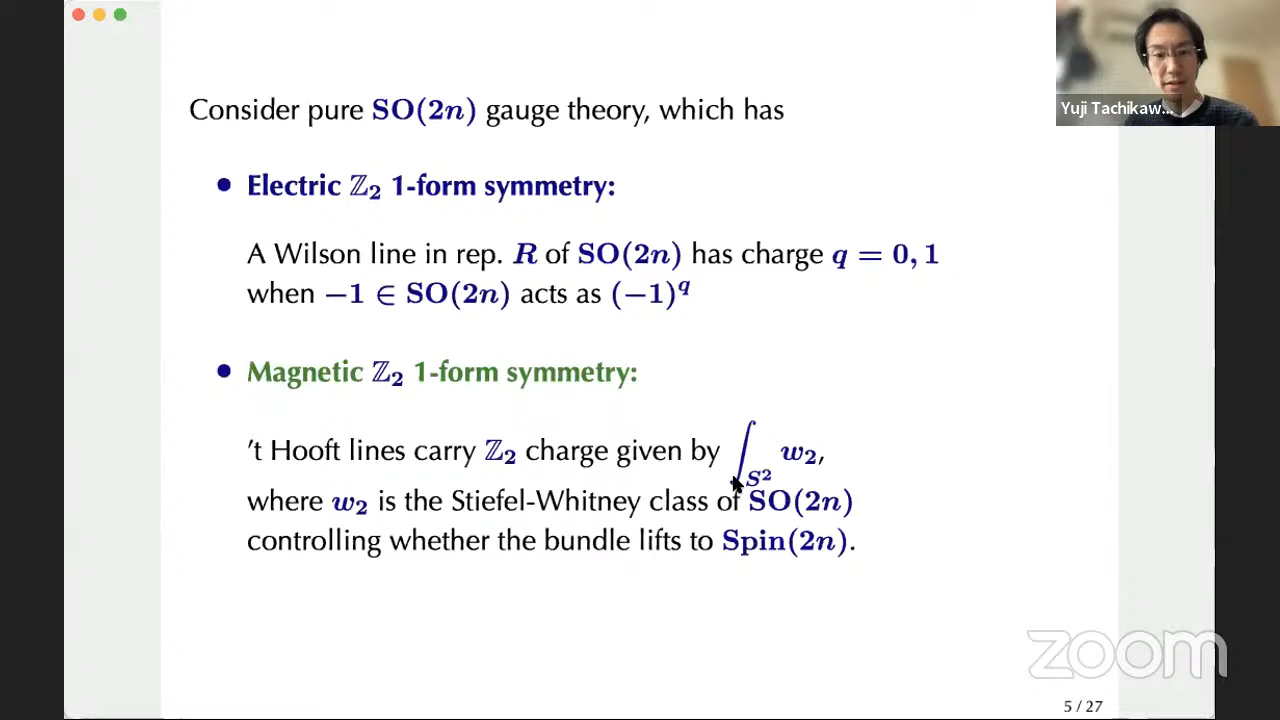 Consider pure SO(2n) gauge theory, which has
• Electric ℤ₂ 1-form symmetry:
A Wilson line in rep. R of SO(2n) has charge q = 0, 1
when −1 ∈ SO(2n) acts as (−1)^q
• Magnetic ℤ₂ 1-form symmetry:
’t Hooft lines carry ℤ₂ charge given by ∫_{S²} w₂,
where w₂ is the Stiefel-Whitney class of SO(2n)
controlling whether the bundle lifts to Spin(2n).
Yuji Tachikaw...
zoom
5 / 27